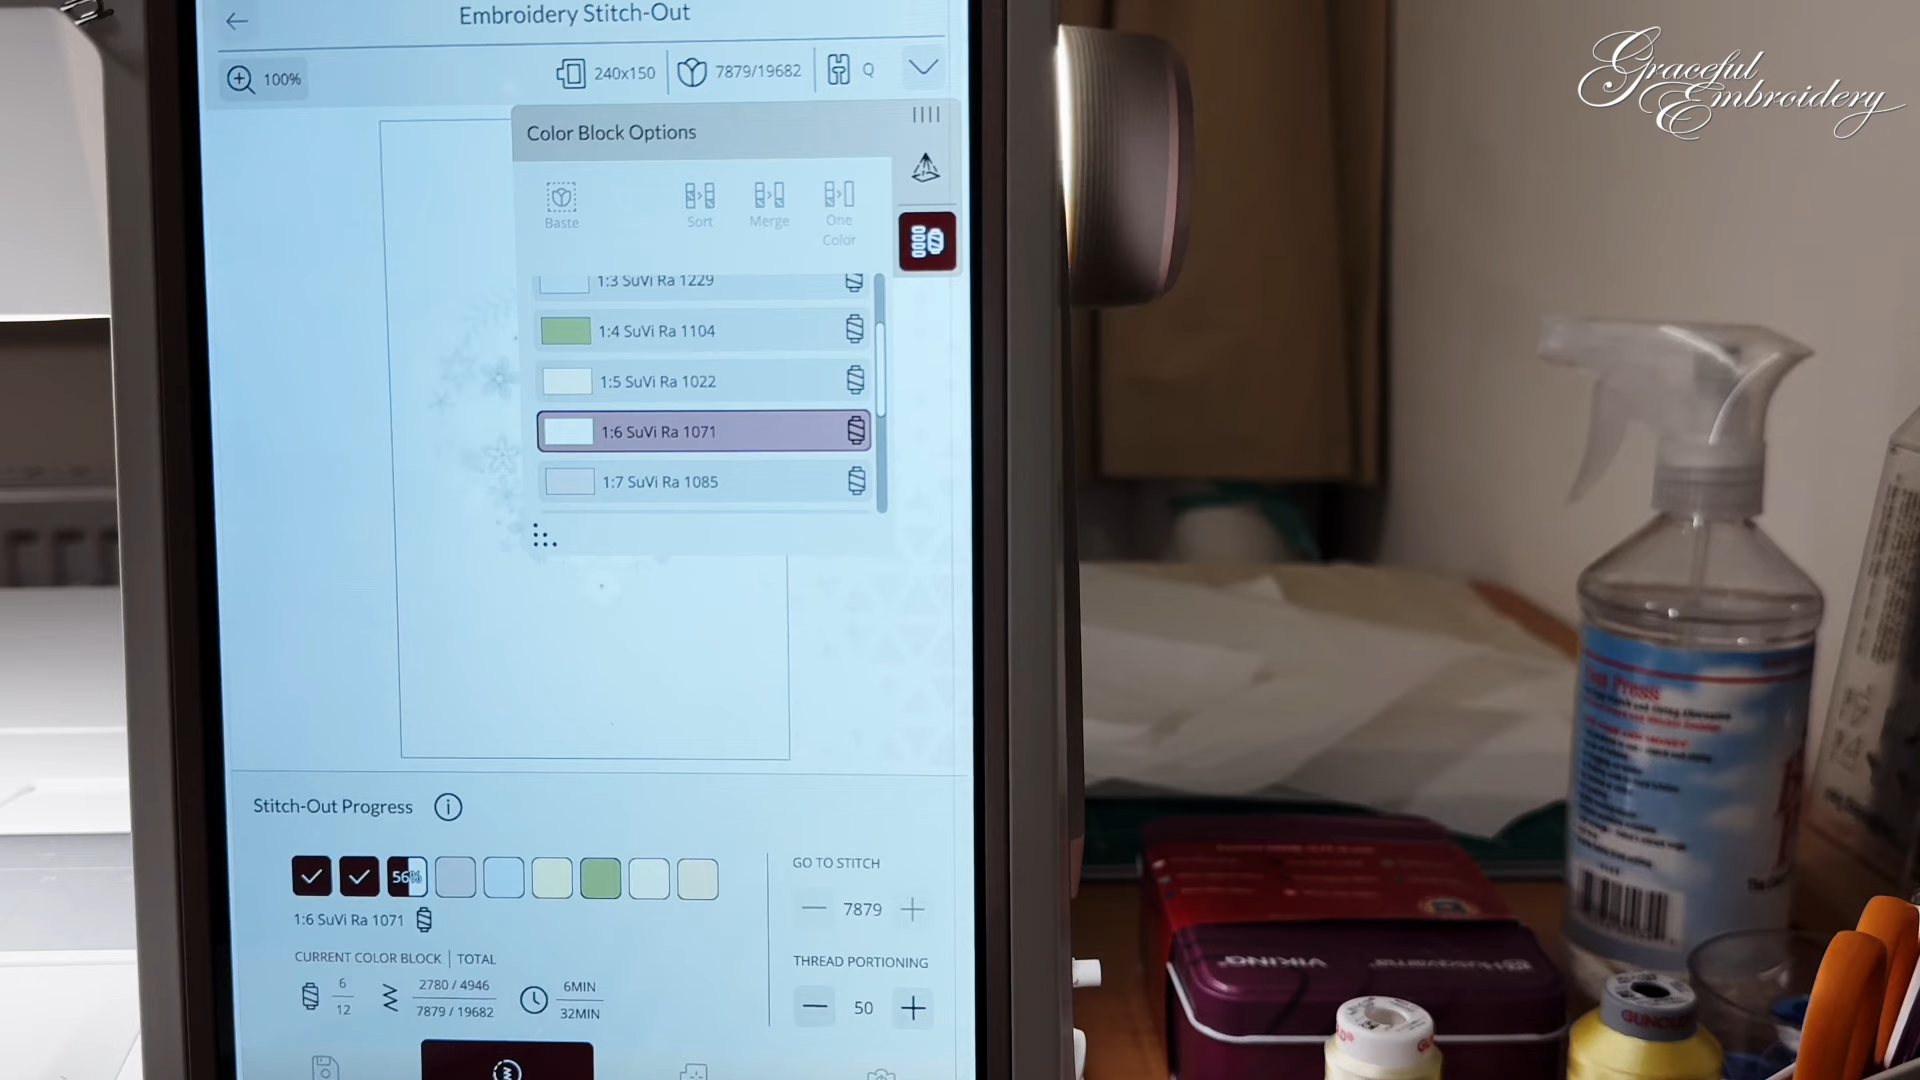 Embroidery Stitch-Out
100%
240x150
7879/19682
Q
Color Block Options
Baste
Sort
Merge
One
Color
1:3 SuVi Ra 1229
1:4 SuVi Ra 1104
1:5 SuVi Ra 1022
1:6 SuVi Ra 1071
1:7 SuVi Ra 1085
Stitch-Out Progress
56%
1:6 SuVi Ra 1071
CURRENT COLOR BLOCK | TOTAL
6
12
2780 / 4946
7879 / 19682
6MIN
32MIN
GO TO STITCH
7879
THREAD PORTIONING
50
Graceful
Embroidery
Press
HUSQVARNA VIKING